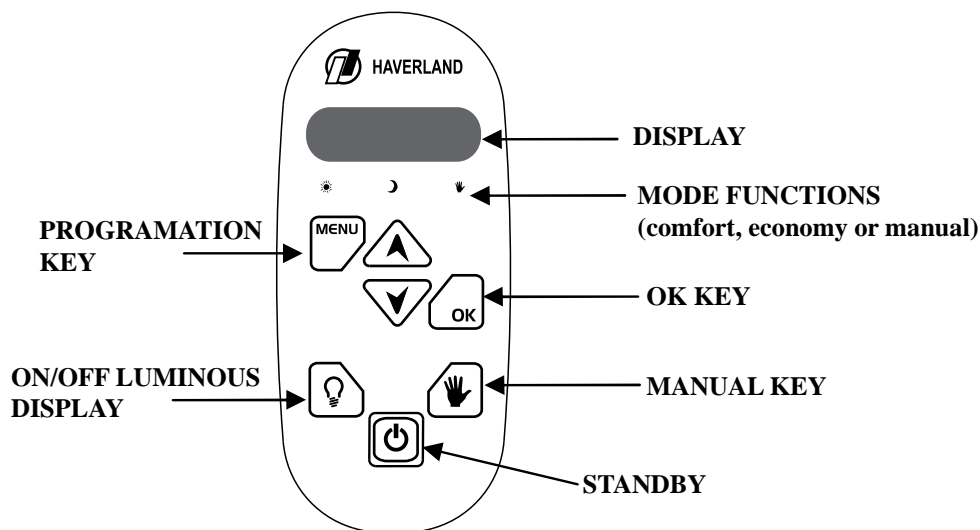 HAVERLAND
DISPLAY
MODE FUNCTIONS
(comfort, economy or manual)
PROGRAMATION
KEY
MENU
OK KEY
OK
ON/OFF LUMINOUS
DISPLAY
MANUAL KEY
STANDBY